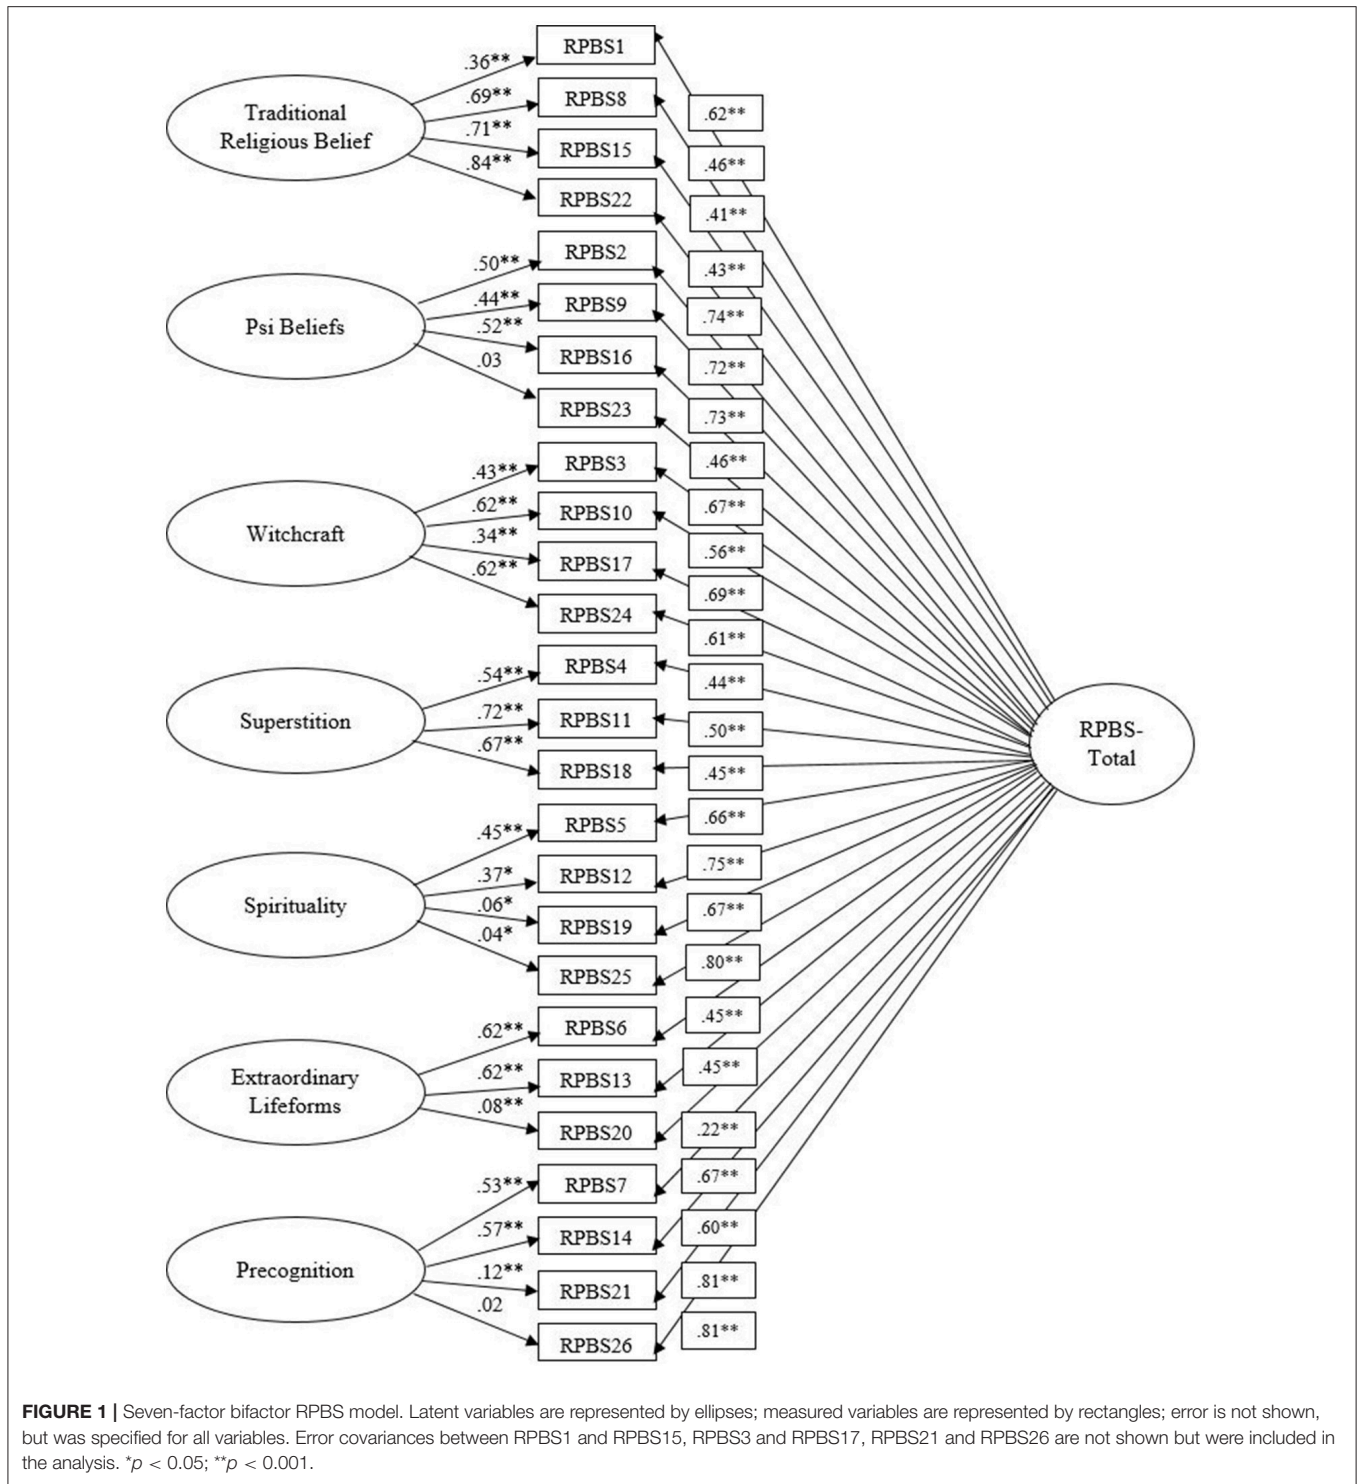 Traditional
Religious Belief
.36**
.69**
.71**
.84**
RPBS1
RPBS8
RPBS15
RPBS22
.62**
.46**
.41**
.43**
Psi Beliefs
.50**
.44**
.52**
.03
RPBS2
RPBS9
RPBS16
RPBS23
.74**
.72**
.73**
.46**
Witchcraft
.43**
.62**
.34**
.62**
RPBS3
RPBS10
RPBS17
RPBS24
.67**
.56**
.69**
.61**
Superstition
.54**
.72**
.67**
RPBS4
RPBS11
RPBS18
.44**
.50**
.45**
Spirituality
.45**
.37*
.06*
.04*
RPBS5
RPBS12
RPBS19
RPBS25
.66**
.75**
.67**
.80**
Extraordinary
Lifeforms
.62**
.62**
.08**
RPBS6
RPBS13
RPBS20
.45**
.45**
.22**
Precognition
.53**
.57**
.12**
.02
RPBS7
RPBS14
RPBS21
RPBS26
.67**
.60**
.81**
.81**
RPBS-
Total
FIGURE 1 | Seven-factor bifactor RPBS model. Latent variables are represented by ellipses; measured variables are represented by rectangles; error is not shown,
but was specified for all variables. Error covariances between RPBS1 and RPBS15, RPBS3 and RPBS17, RPBS21 and RPBS26 are not shown but were included in
the analysis. *p < 0.05; **p < 0.001.